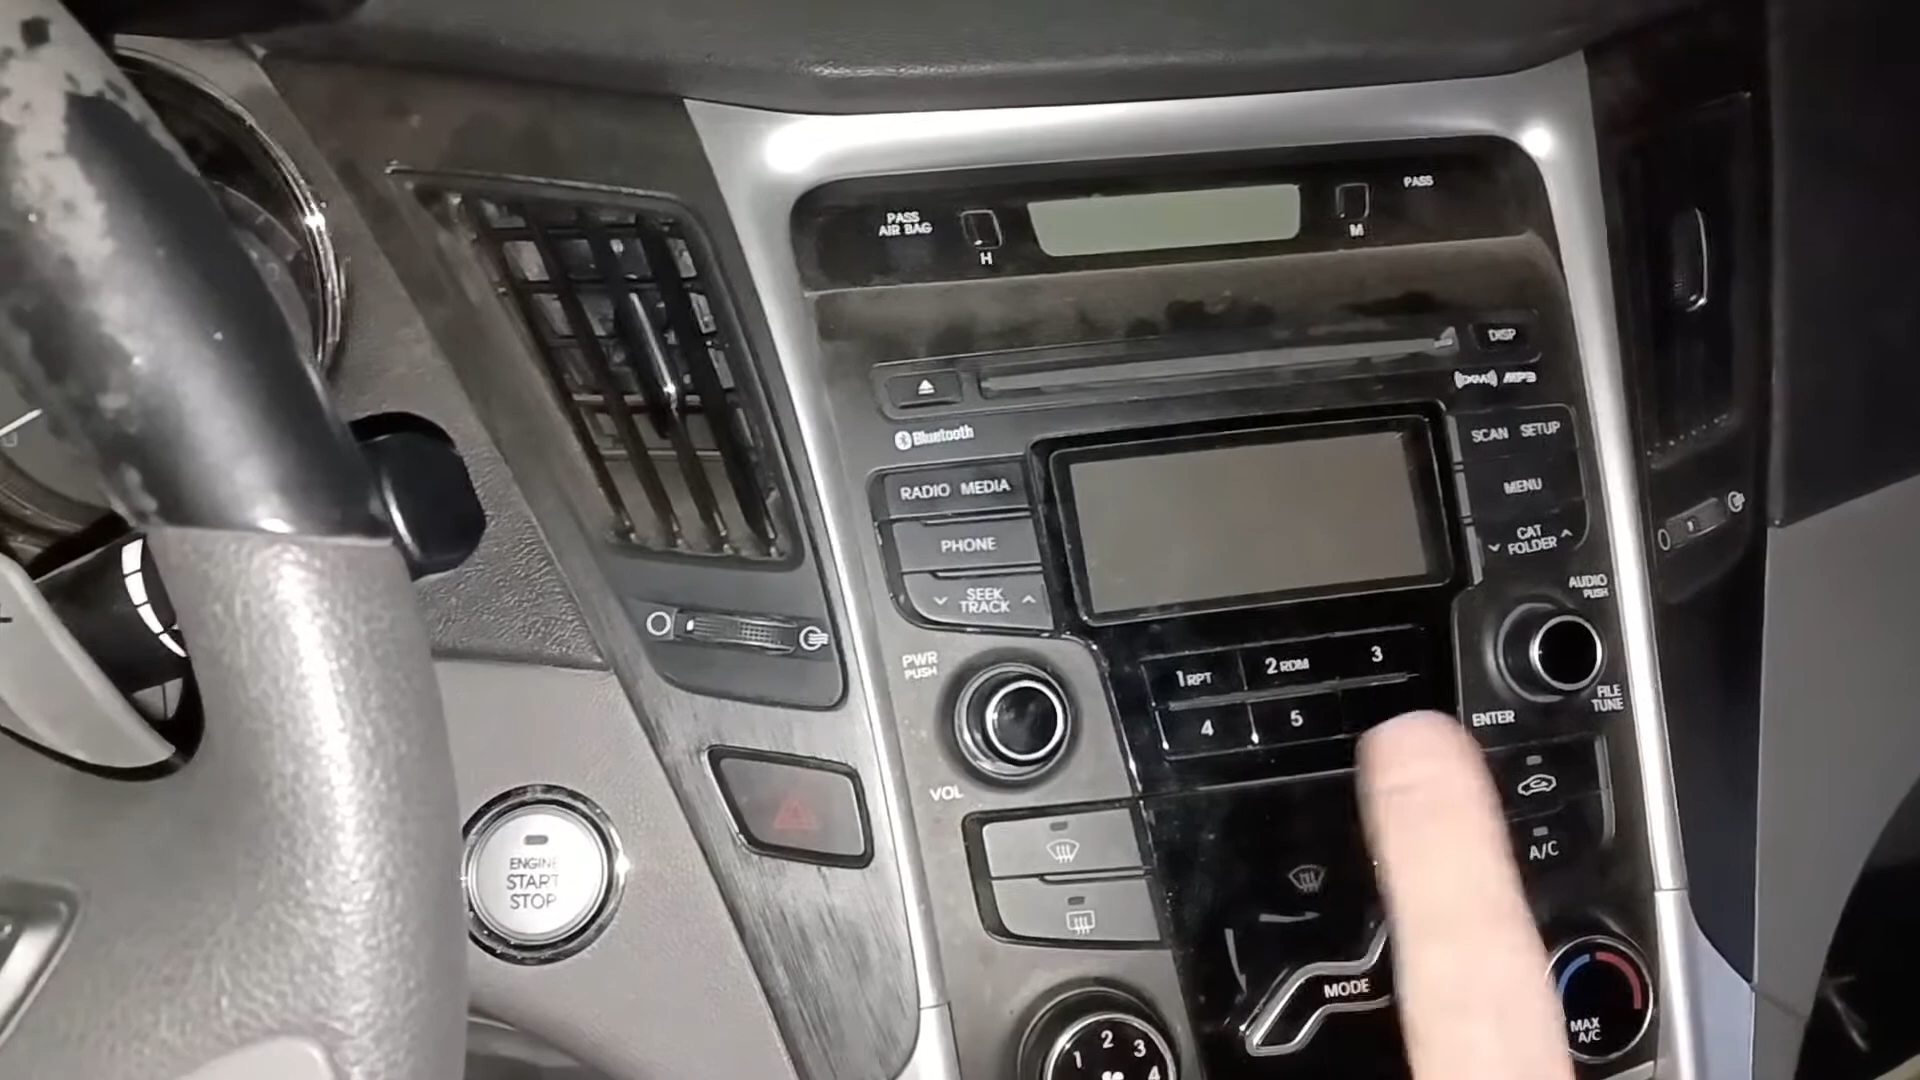 PASS
AIR BAG
H
M
PASS
DISP
XM MP3
Bluetooth
RADIO MEDIA
SCAN SETUP
MENU
PHONE
CAT
FOLDER
SEEK
TRACK
AUDIO
PUSH
PWR
PUSH
1 RPT 2 RDM 3
4 5
FILE
TUNE
ENTER
VOL
A/C
ENGINE
START
STOP
MODE
MAX
A/C
1 2 3 4